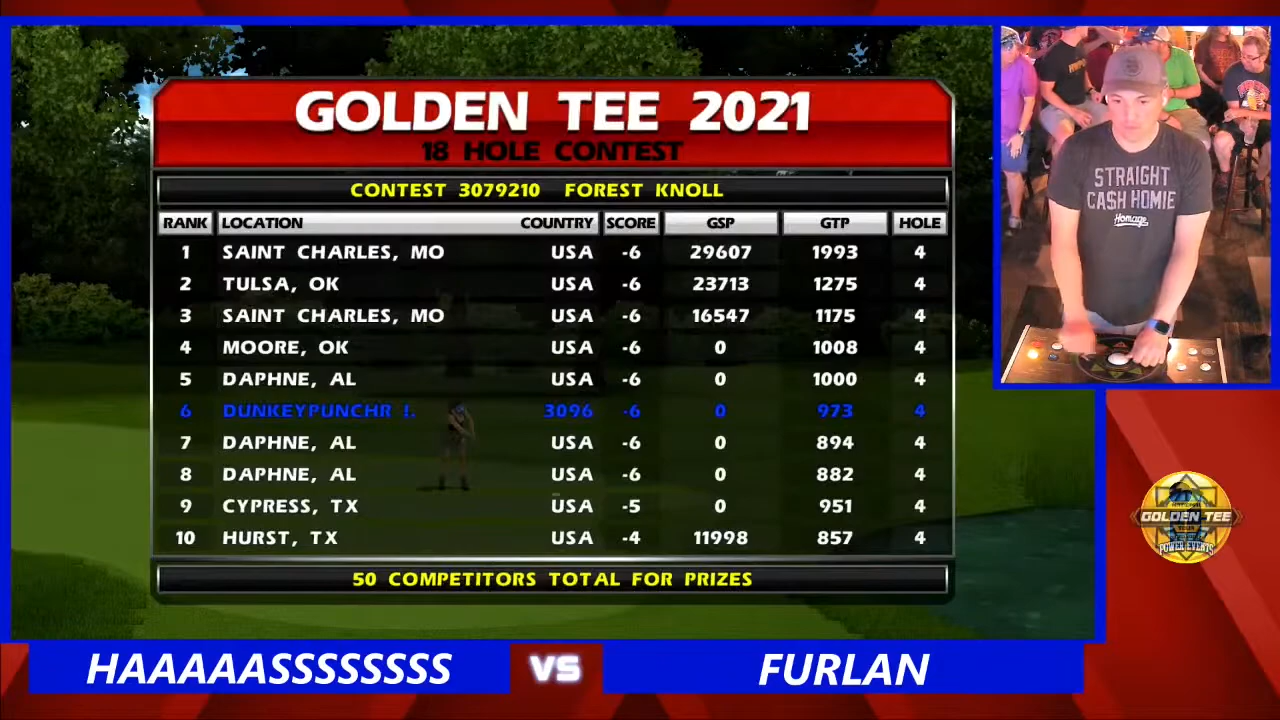 GOLDEN TEE 2021
18 HOLE CONTEST
CONTEST 3079210 FOREST KNOLL
RANK LOCATION COUNTRY SCORE GSP GTP HOLE
1 SAINT CHARLES, MO USA -6 29607 1993 4
2 TULSA, OK USA -6 23713 1275 4
3 SAINT CHARLES, MO USA -6 16547 1175 4
4 MOORE, OK USA -6 0 1008 4
5 DAPHNE, AL USA -6 0 1000 4
6 DUNKEYPUNCHR !. 3096 -6 0 973 4
7 DAPHNE, AL USA -6 0 894 4
8 DAPHNE, AL USA -6 0 882 4
9 CYPRESS, TX USA -5 0 951 4
10 HURST, TX USA -4 11998 857 4
50 COMPETITORS TOTAL FOR PRIZES
STRAIGHT
CA$H HOMIE
Homage
GOLDEN TEE
TOUR
POWER EVENTS
HAAAAASSSSSSSS VS FURLAN